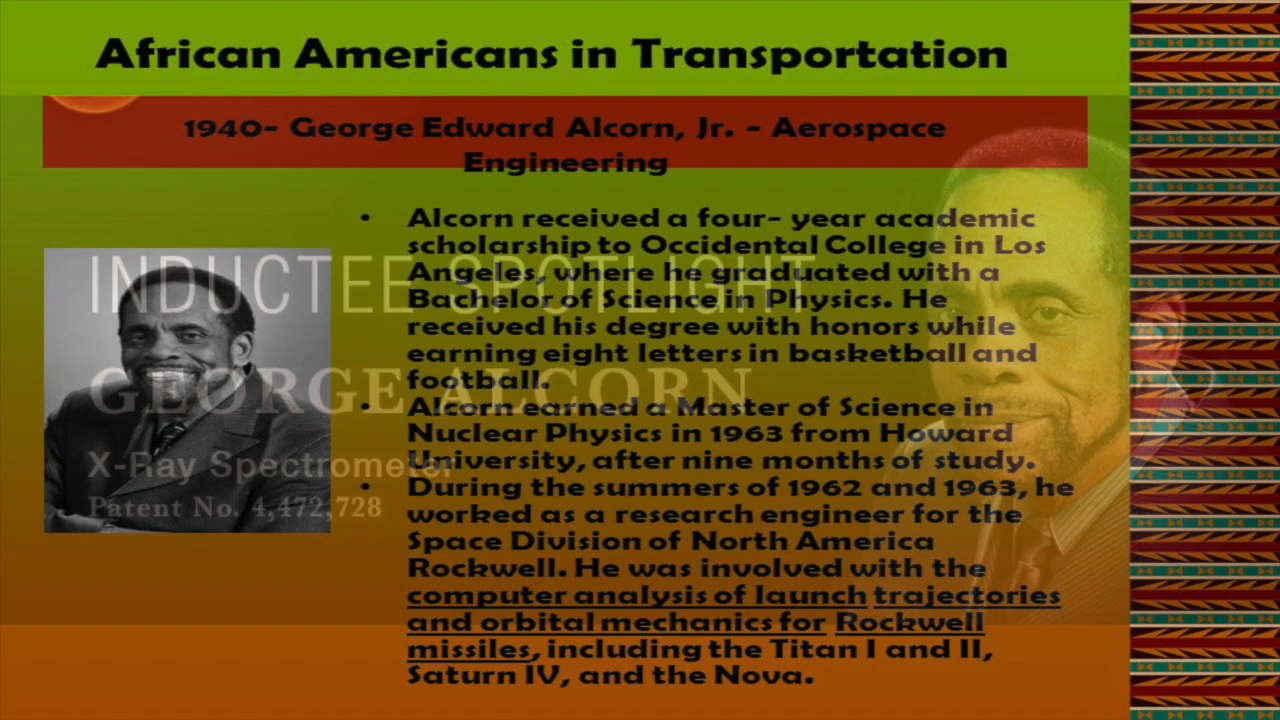 African Americans in Transportation
1940- George Edward Alcorn, Jr. - Aerospace
Engineering
• Alcorn received a four- year academic
scholarship to Occidental College in Los
Angeles, where he graduated with a
Bachelor of Science in Physics. He
received his degree with honors while
earning eight letters in basketball and
football.
• Alcorn earned a Master of Science in
Nuclear Physics in 1963 from Howard
University, after nine months of study.
• During the summers of 1962 and 1963, he
worked as a research engineer for the
Space Division of North America
Rockwell. He was involved with the
computer analysis of launch trajectories
and orbital mechanics for Rockwell
missiles, including the Titan I and II,
Saturn IV, and the Nova.
INDUCTEE SPOTLIGHT
GEORGE ALCORN
X-Ray Spectrometer
Patent No. 4,472,728